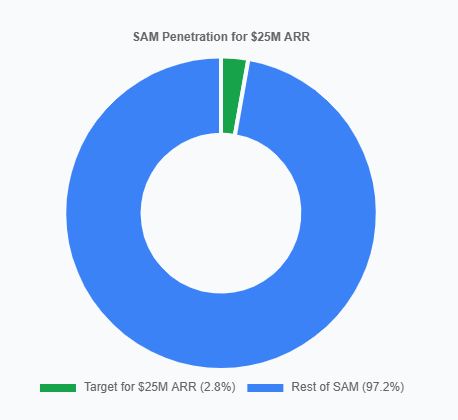 SAM Penetration for $25M ARR
Target for $25M ARR (2.8%) Rest of SAM (97.2%)